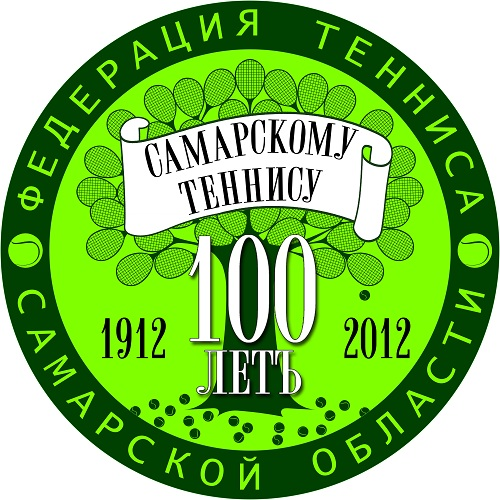 ФЕДЕРАЦИЯ ТЕННИСА
САМАРСКОМУ
ТЕННИСУ
100
1912
2012
ЛЕТЪ
САМАРСКОЙ ОБЛАСТИ